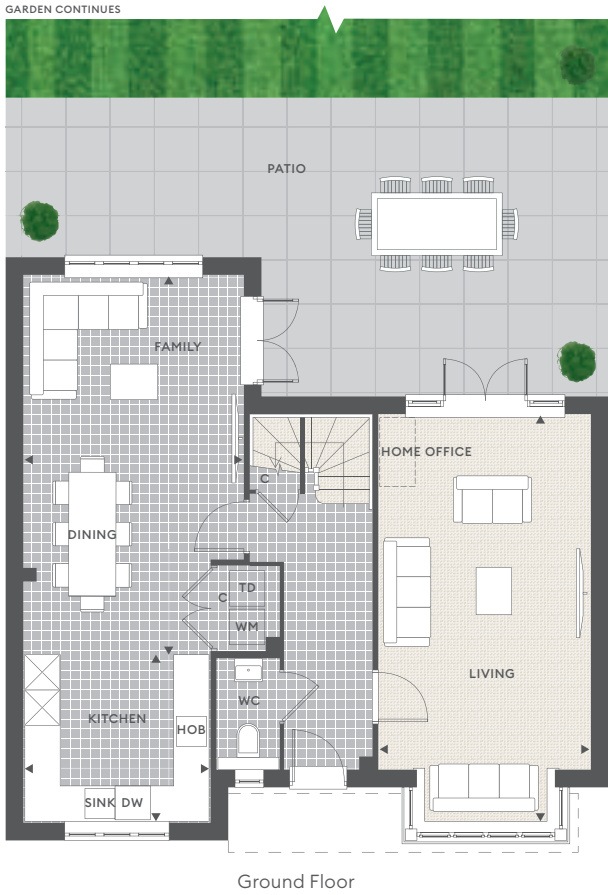 GARDEN CONTINUES
PATIO
FAMILY
HOME OFFICE
C
DINING
TD
C
WM
LIVING
WC
KITCHEN
HOB
SINK DW
Ground Floor